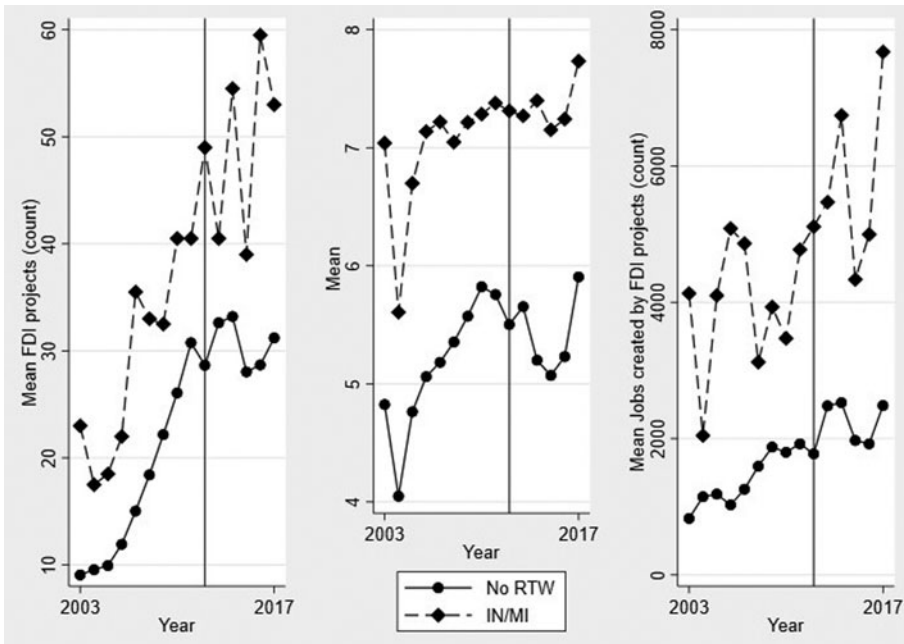 Mean FDI projects (count)
60
50
40
30
20
10
2003
2017
Year
Mean
8
7
6
5
4
2003
2017
Year
Mean Jobs created by FDI projects (count)
8000
6000
4000
2000
0
2003
2017
Year
No RTW
IN/MI